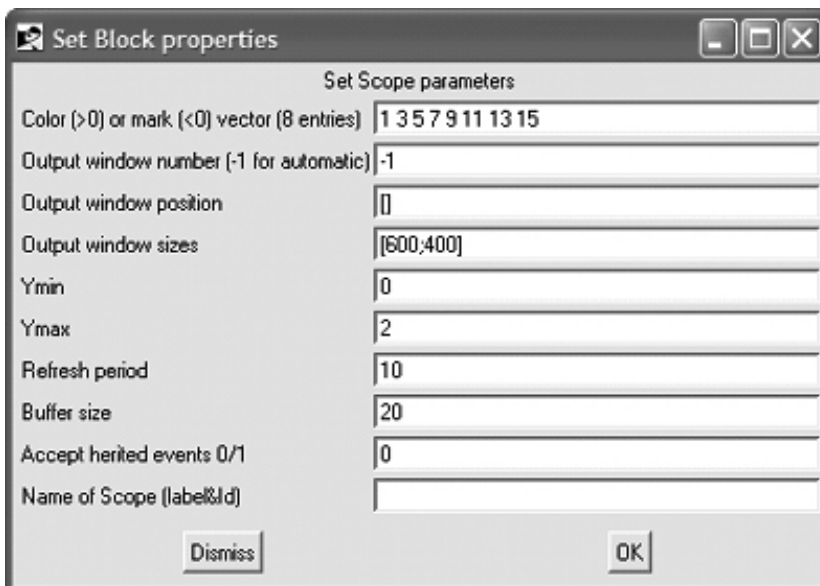 Set Block properties
Set Scope parameters
Color (>0) or mark (<0) vector (8 entries) 1 3 5 7 9 11 13 15
Output window number (-1 for automatic) -1
Output window position []
Output window sizes [600;400]
Ymin 0
Ymax 2
Refresh period 10
Buffer size 20
Accept herited events 0/1 0
Name of Scope (label&Id)
Dismiss OK